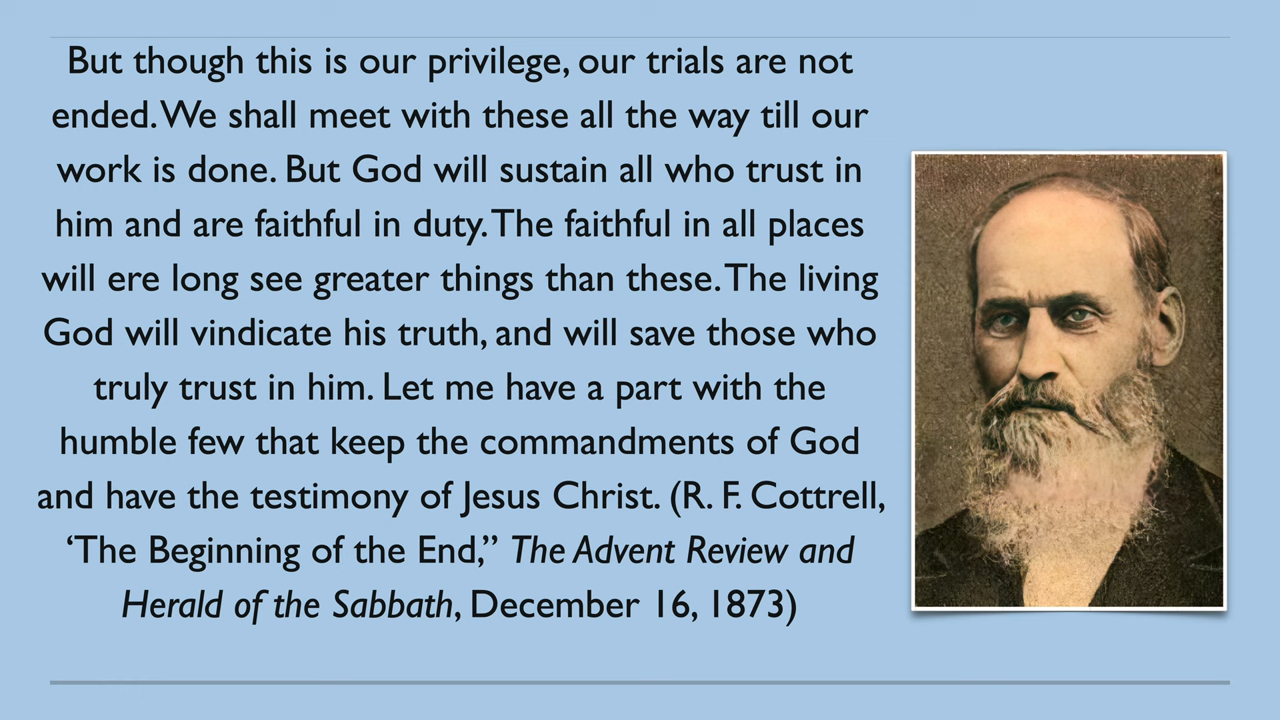 But though this is our privilege, our trials are not
ended. We shall meet with these all the way till our
work is done. But God will sustain all who trust in
him and are faithful in duty. The faithful in all places
will ere long see greater things than these. The living
God will vindicate his truth, and will save those who
truly trust in him. Let me have a part with the
humble few that keep the commandments of God
and have the testimony of Jesus Christ. (R. F. Cottrell,
‘The Beginning of the End,” The Advent Review and
Herald of the Sabbath, December 16, 1873)